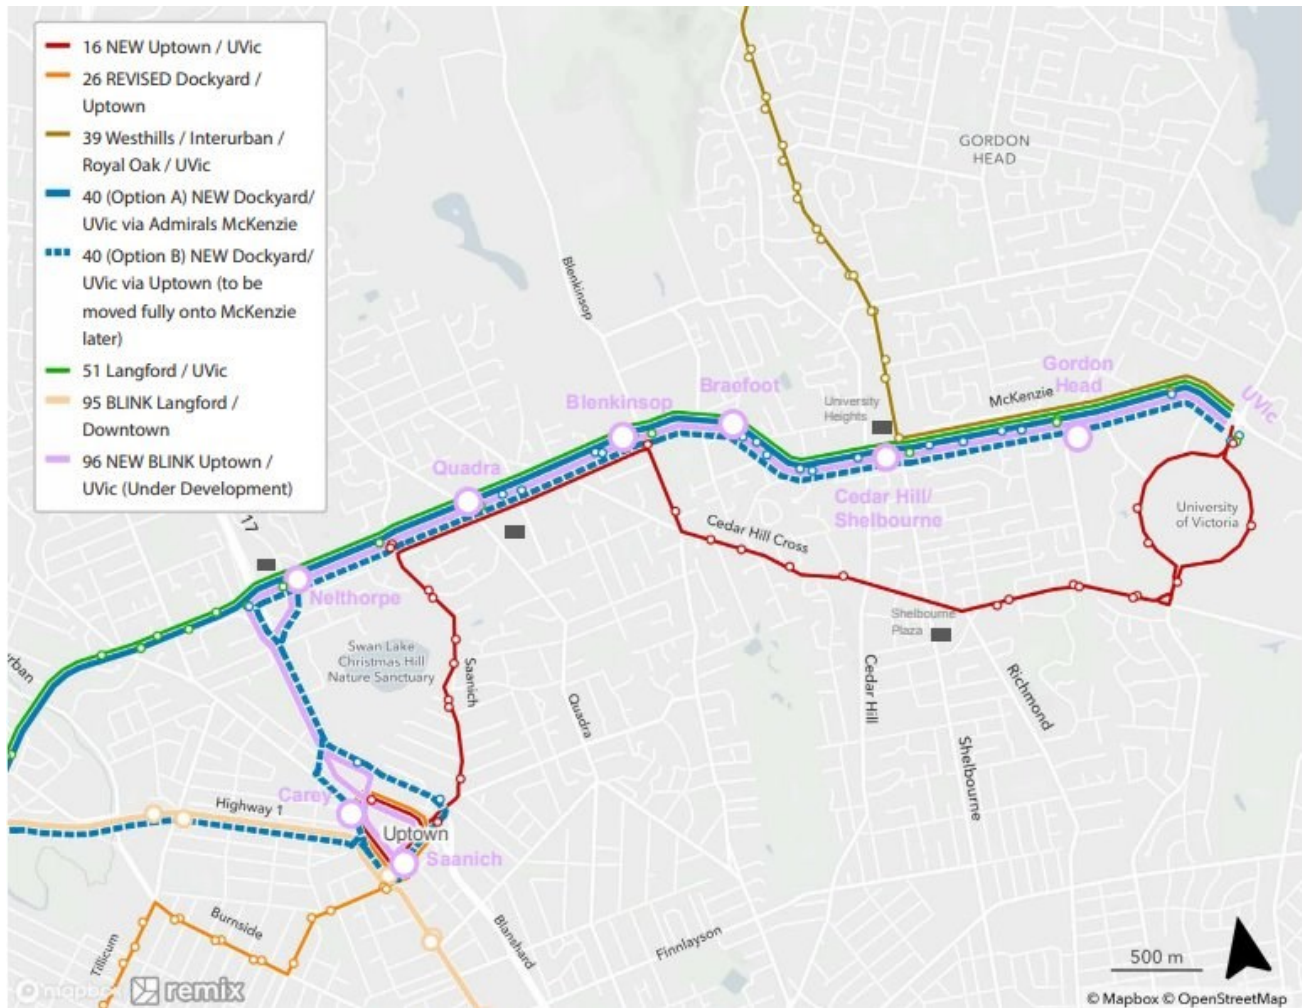 16 NEW Uptown / UVic
26 REVISED Dockyard /
Uptown
39 Westhills / Interurban /
Royal Oak / UVic
40 (Option A) NEW Dockyard/
UVic via Admirals McKenzie
40 (Option B) NEW Dockyard/
UVic via Uptown (to be
moved fully onto McKenzie
later)
51 Langford / UVic
95 BLINK Langford /
Downtown
96 NEW BLINK Uptown /
UVic (Under Development)
GORDON
HEAD
Blenkinsop
Gordon
Head
Braefoot
McKenzie
UVic
University
Heights
Blenkinsop
Quadra
Cedar Hill/
Shelbourne
17
University
of Victoria
Cedar Hill Cross
Nelthorpe
Shelbourne
Plaza
Swan Lake
Christmas Hill
Nature Sanctuary
Saanich
Quadra
Cedar Hill
Richmond
Shelbourne
urban
Carey
Highway 1
Uptown
Saanich
Burnside
Tillicum
Blanshard
Finnlayson
500 m
mapbox
remix
© Mapbox © OpenStreetMap